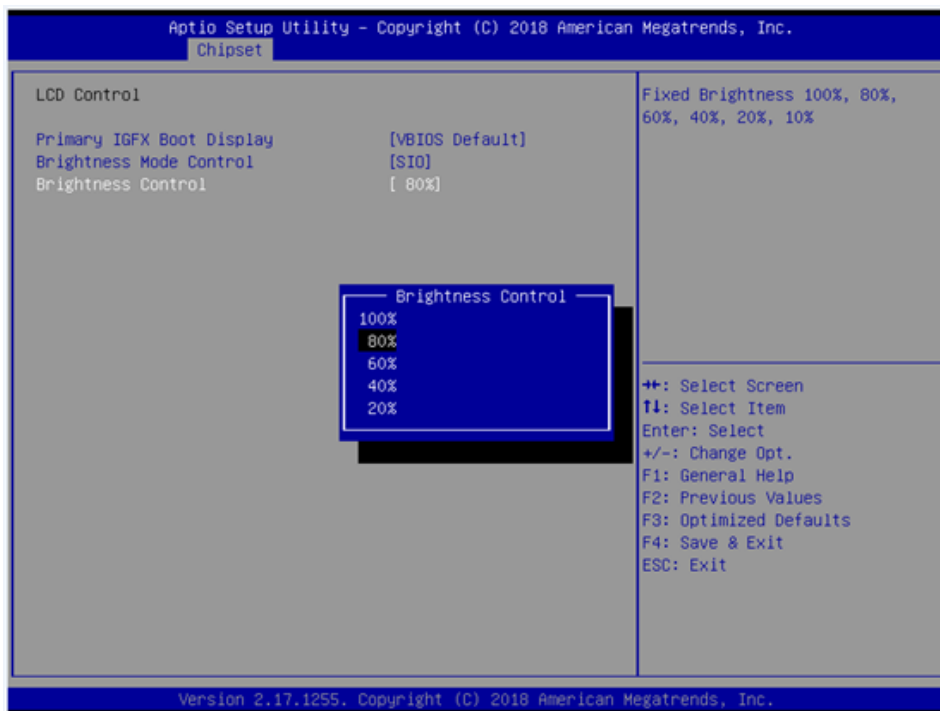 Aptio Setup Utility – Copyright (C) 2018 American Megatrends, Inc.
Chipset
LCD Control
Primary IGFX Boot Display [VBIOS Default]
Brightness Mode Control [SIO]
Brightness Control [ 80%]
Brightness Control
100%
80%
60%
40%
20%
Fixed Brightness 100%, 80%,
60%, 40%, 20%, 10%
→←: Select Screen
↑↓: Select Item
Enter: Select
+/-: Change Opt.
F1: General Help
F2: Previous Values
F3: Optimized Defaults
F4: Save & Exit
ESC: Exit
Version 2.17.1255. Copyright (C) 2018 American Megatrends, Inc.